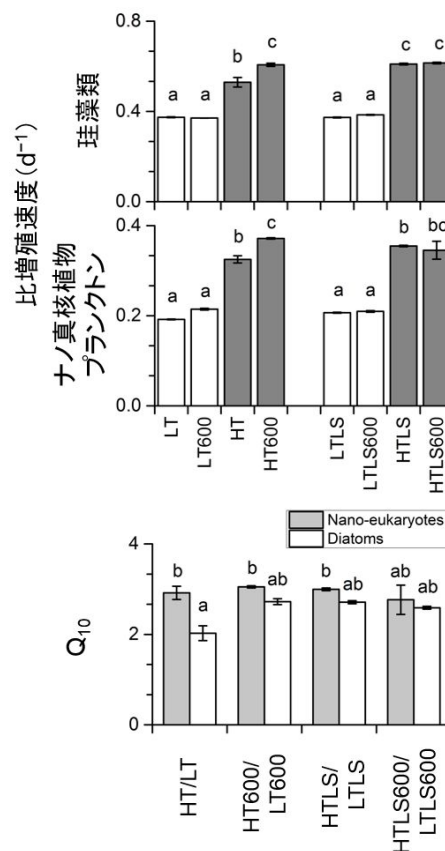 比増殖速度(d⁻¹)
珪藻類
0.8
0.4
0.0
a
a
b
c
a
a
c
c
ナノ真核植物
プランクトン
0.4
0.2
0.0
a
a
b
c
a
a
b
bc
LT
LT600
HT
HT600
LTLS
LTLS600
HTLS
HTLS600
Nano-eukaryotes
Diatoms
Q₁₀
4
2
0
b
a
b
ab
b
ab
ab
ab
HT/LT
HT600/
LT600
HTLS/
LTLS
HTLS600/
LTLS600